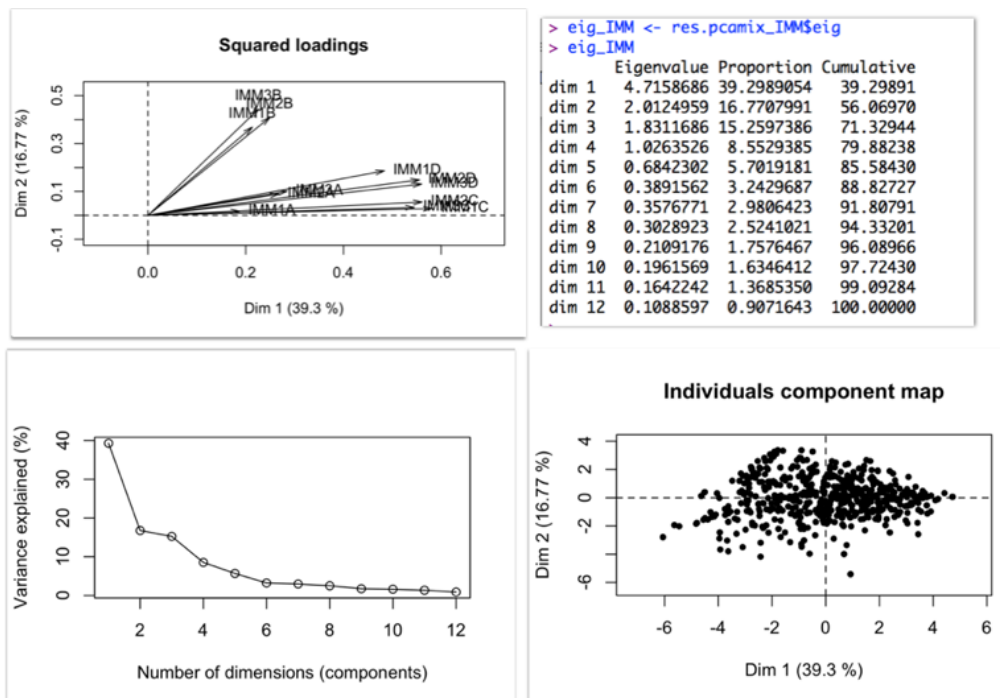 Squared loadings
Dim 2 (16.77 %)
0.5
0.3
0.1
-0.1
IMM3B
IMM2B
IMM1B
IMM1D
IMM2D
IMM3D
IMM1A
IMM1C
0.0
0.2
0.4
0.6
Dim 1 (39.3 %)
> eig_IMM <- res.pcamix_IMM$eig
> eig_IMM
Eigenvalue Proportion Cumulative
dim 1 4.7158686 39.2989054 39.29891
dim 2 2.0124959 16.7707991 56.06970
dim 3 1.8311686 15.2597386 71.32944
dim 4 1.0263526 8.5529385 79.88238
dim 5 0.6842302 5.7019181 85.58430
dim 6 0.3891562 3.2429687 88.82727
dim 7 0.3576771 2.9806423 91.80791
dim 8 0.3028923 2.5241021 94.33201
dim 9 0.2109176 1.7576467 96.08966
dim 10 0.1961569 1.6346412 97.72430
dim 11 0.1642242 1.3685350 99.09284
dim 12 0.1088597 0.9071643 100.00000
Variance explained (%)
40
30
20
10
0
2 4 6 8 10 12
Number of dimensions (components)
Individuals component map
Dim 2 (16.77 %)
4
2
0
-2
-6
-6 -4 -2 0 2 4 6
Dim 1 (39.3 %)